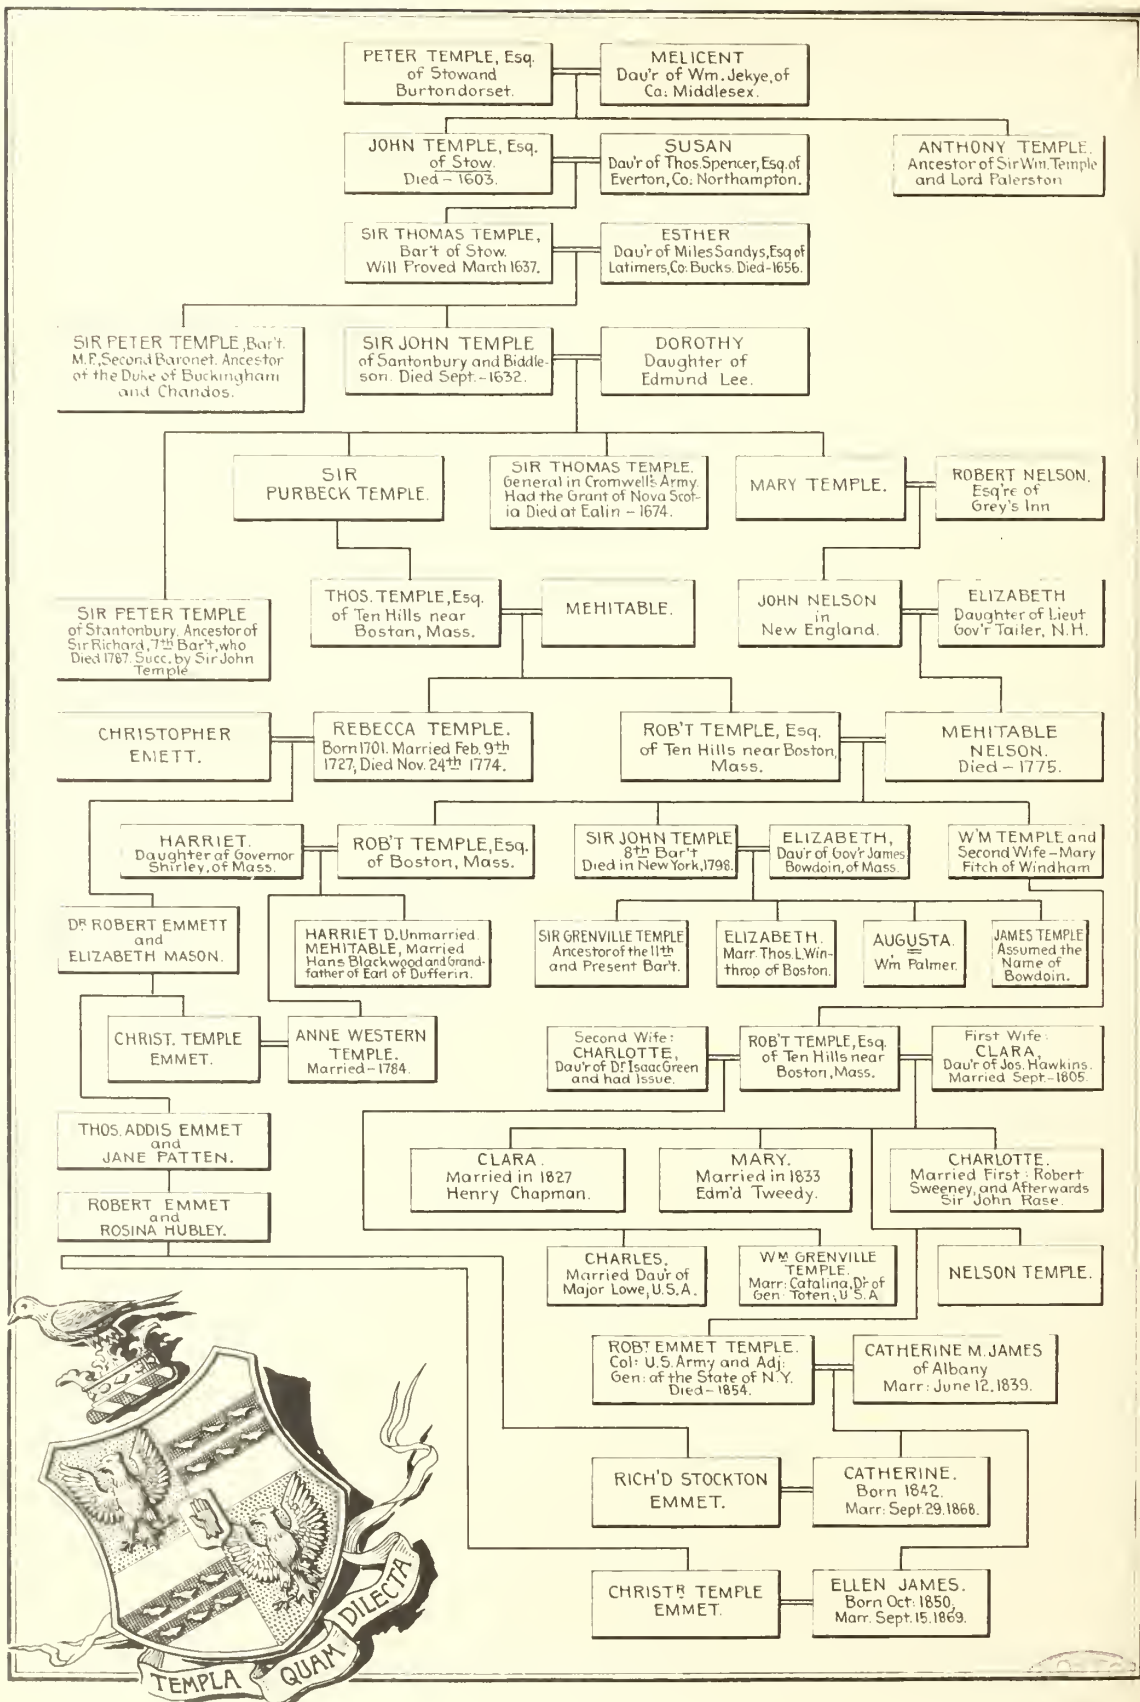 PETER TEMPLE, Esq.
of Stow and
Burtondorset.
MELICENT
Dau'r of Wm. Jekye, of
Co: Middlesex.
JOHN TEMPLE, Esq.
of Stow.
Died – 1603.
SUSAN
Dau'r of Thos. Spencer, Esq. of
Everton, Co: Northampton.
ANTHONY TEMPLE.
Ancestor of Sir Wm. Temple
and Lord Palerston
SIR THOMAS TEMPLE,
Bar't of Stow.
Will Proved March 1637.
ESTHER
Dau'r of Miles Sandys, Esq of
Latimers, Co: Bucks. Died – 1656.
SIR PETER TEMPLE, Bar't.
M.P., Second Baronet. Ancestor
of the Duke of Buckingham
and Chandos.
SIR JOHN TEMPLE
of Santonbury and Biddle-
son. Died Sept. – 1632.
DOROTHY
Daughter of
Edmund Lee.
SIR
PURBECK TEMPLE.
SIR THOMAS TEMPLE.
General in Cromwell's Army.
Had the Grant of Nova Scot-
ia Died at Ealin – 1674.
MARY TEMPLE.
ROBERT NELSON.
Esq're of
Grey's Inn
SIR PETER TEMPLE
of Stantonbury. Ancestor of
Sir Richard, 7th Bar't, who
Died 1787. Succ. by Sir John
Temple
THOS. TEMPLE, Esq.
of Ten Hills near
Bostan, Mass.
MEHITABLE.
JOHN NELSON
in
New England.
ELIZABETH
Daughter of Lieut
Gov'r Tailer, N.H.
CHRISTOPHER
EMETT.
REBECCA TEMPLE.
Born 1701. Married Feb. 9th
1727, Died Nov. 24th 1774.
ROB'T TEMPLE, Esq.
of Ten Hills near Boston,
Mass.
MEHITABLE
NELSON.
Died – 1775.
HARRIET.
Daughter of Governor
Shirley, of Mass.
ROB'T TEMPLE, Esq.
of Boston, Mass.
SIR JOHN TEMPLE
8th Bar't
Died in New York, 1798.
ELIZABETH,
Dau'r of Gov'r James
Bowdoin, of Mass.
W'M TEMPLE and
Second Wife – Mary
Fitch of Windham
DR ROBERT EMMETT
and
ELIZABETH MASON.
HARRIET D. Unmarried.
MEHITABLE, Married
Hans Blackwood and Grand-
father of Earl of Dufferin.
SIR GRENVILLE TEMPLE
Ancestor of the 11th
and Present Bar't.
ELIZABETH.
Marr. Thos. L. Win-
throp of Boston.
AUGUSTA.
=
Wm Palmer.
JAMES TEMPLE
Assumed the
Name of
Bowdoin.
CHRIST. TEMPLE
EMMET.
ANNE WESTERN
TEMPLE.
Married – 1784.
Second Wife:
CHARLOTTE,
Dau'r of Dr Isaac Green
and had Issue.
ROB'T TEMPLE, Esq.
of Ten Hills near
Boston, Mass.
First Wife:
CLARA,
Dau'r of Jos. Hawkins.
Married Sept. – 1805.
THOS. ADDIS EMMET
and
JANE PATTEN.
CLARA.
Married in 1827
Henry Chapman.
MARY.
Married in 1833
Edm'd Tweedy.
CHARLOTTE.
Married First: Robert
Sweeney, and Afterwards
Sir John Rase.
ROBERT EMMET
and
ROSINA HUBLEY.
CHARLES.
Married Dau'r of
Major Lowe, U.S.A.
WM GRENVILLE
TEMPLE.
Marr: Catalina, Dr of
Gen: Toten, U.S.A
NELSON TEMPLE.
ROBT EMMET TEMPLE.
Col: U.S. Army and Adj:
Gen: of the State of N.Y.
Died – 1854.
CATHERINE M. JAMES
of Albany
Marr: June 12, 1839.
RICH'D STOCKTON
EMMET.
CATHERINE.
Born 1842.
Marr: Sept. 29. 1868.
CHRISTR TEMPLE
EMMET.
ELLEN JAMES.
Born Oct: 1850,
Marr. Sept. 15. 1869.
TEMPLA QUAM DILECTA